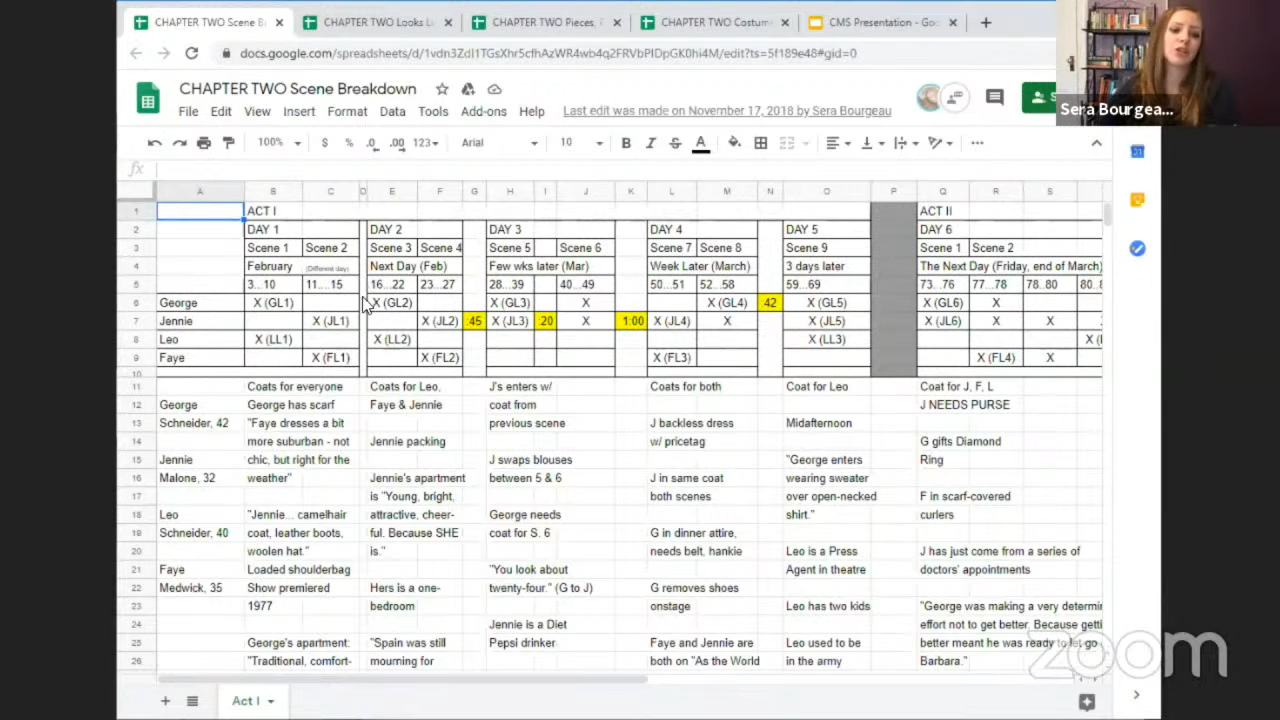 CHAPTER TWO Scene B
CHAPTER TWO Looks L
CHAPTER TWO Pieces,
CHAPTER TWO Costum
CMS Presentation - Goo
docs.google.com/spreadsheets/d/
CHAPTER TWO Scene Breakdown
File Edit View Insert Format Data Tools Add-ons Help Last edit was made on November 17, 2018 by Sera Bourgeau
Sera Bourgea...
100% $ % .0 .00 123 Arial 10 B I S A
fx
A B C D E F G H I J K L M N O P Q R S
1 ACT I ACT II
2 DAY 1 DAY 2 DAY 3 DAY 4 DAY 5 DAY 6
3 Scene 1 Scene 2 Scene 3 Scene 4 Scene 5 Scene 6 Scene 7 Scene 8 Scene 9 Scene 1 Scene 2
4 February (Different day) Next Day (Feb) Few wks later (Mar) Week Later (March) 3 days later The Next Day (Friday, end of March)
5 3...10 11....15 16...22 23...27 28...39 40...49 50...51 52...58 59...69 73...76 77...78 78...80 80...8
6 George X (GL1) X (GL2) X (GL3) X X (GL4) :42 X (GL5) X (GL6) X
7 Jennie X (JL1) X (JL2) :45 X (JL3) :20 X 1:00 X (JL4) X X (JL5) X (JL6) X X
8 Leo X (LL1) X (LL2) X (LL3)
9 Faye X (FL1) X (FL2) X (FL3) X (FL4) X
10
11 Coats for everyone Coats for Leo, J's enters w/ Coats for both Coat for Leo Coat for J, F, L
12 George George has scarf Faye & Jennie coat from J NEEDS PURSE
13 Schneider, 42 "Faye dresses a bit previous scene J backless dress Midafternoon
14 more suburban - not Jennie packing w/ pricetag G gifts Diamond
15 Jennie chic, but right for the J swaps blouses "George enters Ring
16 Malone, 32 weather" Jennie's apartment between 5 & 6 J in same coat wearing sweater
17 is "Young, bright, both scenes over open-necked F in scarf-covered
18 Leo "Jennie... camelhair attractive, cheer- George needs shirt." curlers
19 Schneider, 40 coat, leather boots, ful. Because SHE coat for S. 6 G in dinner attire,
20 woolen hat." is." needs belt, hankie Leo is a Press J has just come from a series of
21 Faye Loaded shoulderbag "You look about Agent in theatre doctors' appointments
22 Medwick, 35 Show premiered Hers is a one- twenty-four." (G to J) G removes shoes
23 1977 bedroom onstage Leo has two kids "George was making a very determin
24 Jennie is a Diet effort not to get better. Because getti
25 George's apartment: "Spain was still Pepsi drinker Faye and Jennie are Leo used to be better meant he was ready to let go
26 "Traditional, comfort- mourning for both on "As the World in the army Barbara."
zoom
Act I